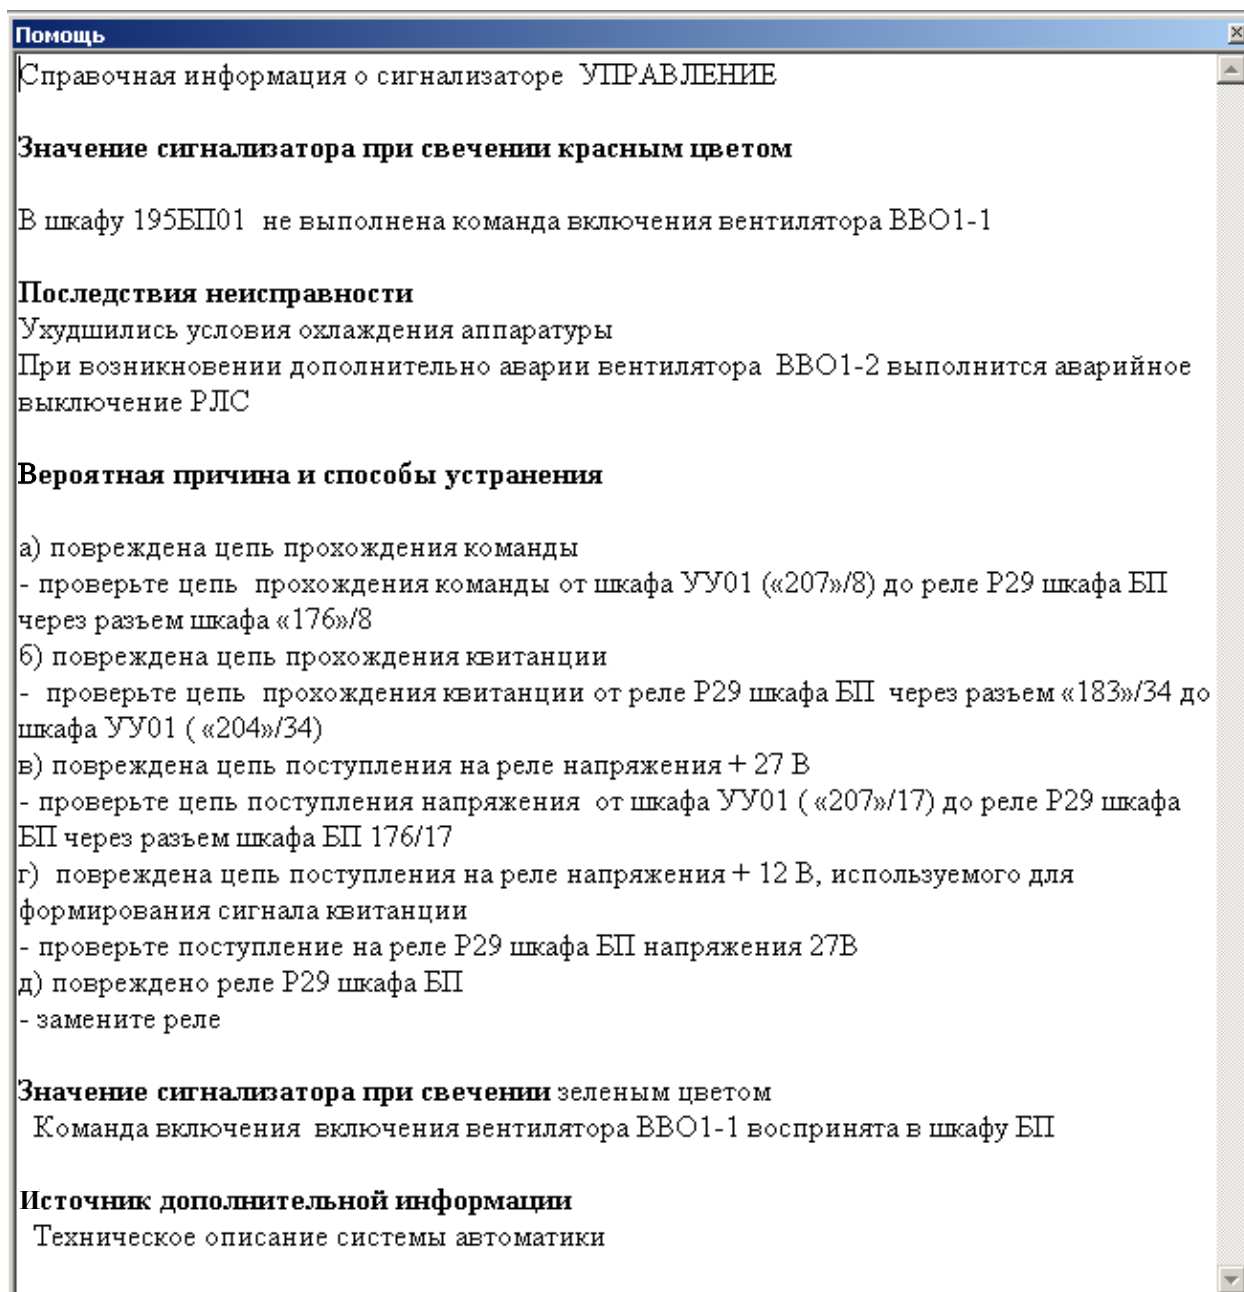 Помощь
Справочная информация о сигнализаторе УПРАВЛЕНИЕ
Значение сигнализатора при свечении красным цветом
В шкафу 195БП01 не выполнена команда включения вентилятора ВВО1-1
Последствия неисправности
Ухудшились условия охлаждения аппаратуры
При возникновении дополнительно аварии вентилятора ВВО1-2 выполнится аварийное
выключение РЛС
Вероятная причина и способы устранения
а) повреждена цепь прохождения команды
- проверьте цепь прохождения команды от шкафа УУ01 («207»/8) до реле Р29 шкафа БП
через разъем шкафа «176»/8
б) повреждена цепь прохождения квитанции
- проверьте цепь прохождения квитанции от реле Р29 шкафа БП через разъем «183»/34 до
шкафа УУ01 ( «204»/34)
в) повреждена цепь поступления на реле напряжения + 27 В
- проверьте цепь поступления напряжения от шкафа УУ01 ( «207»/17) до реле Р29 шкафа
БП через разъем шкафа БП 176/17
г) повреждена цепь поступления на реле напряжения + 12 В, используемого для
формирования сигнала квитанции
- проверьте поступление на реле Р29 шкафа БП напряжения 27В
д) повреждено реле Р29 шкафа БП
- замените реле
Значение сигнализатора при свечении зеленым цветом
Команда включения включения вентилятора ВВО1-1 воспринята в шкафу БП
Источник дополнительной информации
Техническое описание системы автоматики